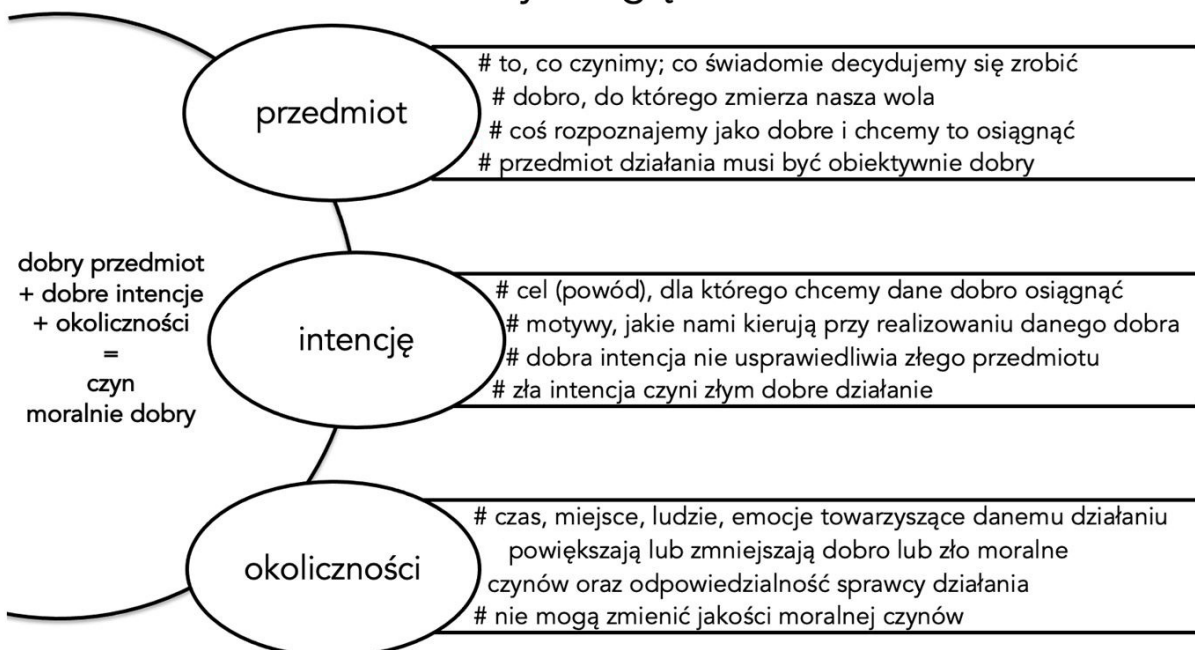 przedmiot
# to, co czynimy; co świadomie decydujemy się zrobić
# dobro, do którego zmierza nasza wola
# coś rozpoznajemy jako dobre i chcemy to osiągnąć
# przedmiot działania musi być obiektywnie dobry
dobry przedmiot
+ dobre intencje
+ okoliczności
=
czyn
moralnie dobry
intencję
# cel (powód), dla którego chcemy dane dobro osiągnąć
# motywy, jakie nami kierują przy realizowaniu danego dobra
# dobra intencja nie usprawiedliwia złego przedmiotu
# zła intencja czyni złym dobre działanie
okoliczności
# czas, miejsce, ludzie, emocje towarzyszące danemu działaniu
powiększają lub zmniejszają dobro lub zło moralne
czynów oraz odpowiedzialność sprawcy działania
# nie mogą zmienić jakości moralnej czynów